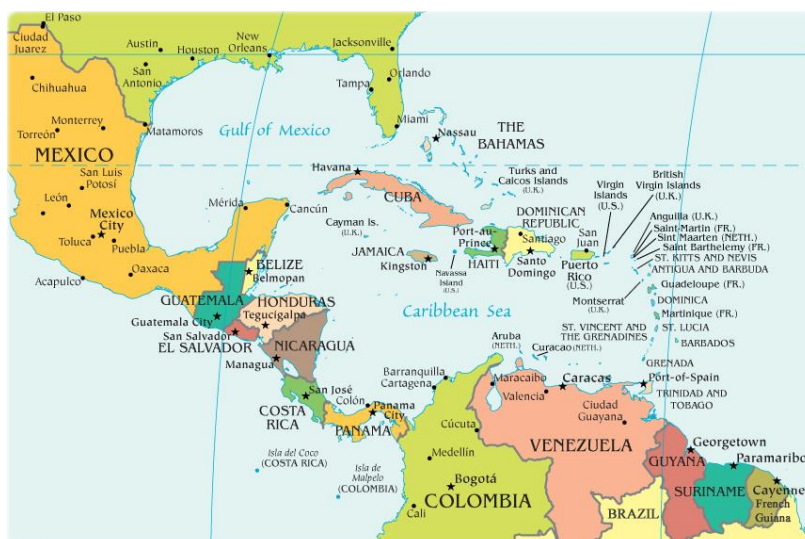 El Paso
Ciudad
Juarez
Austin
Houston
New
Orleans
Jacksonville
San
Antonio
Chihuahua
Tampa
Orlando
Monterrey
Torreón
Matamoros
Gulf of Mexico
Miami
Nassau
THE
BAHAMAS
MEXICO
San Luis
Potosí
León
Mexico
City
Toluca
Puebla
Mérida
Cancún
Havana
CUBA
Cayman Is.
(U.K.)
Turks and
Caicos Islands
(U.K.)
Virgin
Islands
(U.S.)
British
Virgin Islands
(U.K.)
Port-au
Prince
HAITI
DOMINICAN
REPUBLIC
Santiago
Santo
Domingo
San
Juan
Puerto
Rico
(U.S.)
Anguilla (U.K.)
Saint-Martin (FR.)
Sint Maarten (NETH.)
Saint Barthelemy (FR.)
ST. KITTS AND NEVIS
ANTIGUA AND BARBUDA
Montserrat
(U.K.)
Guadeloupe (FR.)
DOMINICA
Martinique (FR.)
ST. LUCIA
BARBADOS
Acapulco
Oaxaca
BELIZE
Belmopan
JAMAICA
Kingston
Navassa
Island
(U.S.)
GUATEMALA
Guatemala City
HONDURAS
Tegucigalpa
San Salvador
EL SALVADOR
NICARAGUA
Managua
Caribbean Sea
Aruba
(NETH.)
Curacao (NETH.)
ST. VINCENT AND
THE GRENADINES
GRENADA
Port-of-Spain
TRINIDAD AND
TOBAGO
COSTA
RICA
San José
Colón
Panama
City
PANAMA
Barranquilla
Cartagena
Maracaibo
Valencia
Caracas
Ciudad
Guayana
Cúcuta
VENEZUELA
Isla del Coco
(COSTA RICA)
Isla de
Malpelo
(COLOMBIA)
Medellín
Bogotá
COLOMBIA
Cali
BRAZIL
Georgetown
GUYANA
Paramaribo
SURINAME
Cayenne
French
Guiana